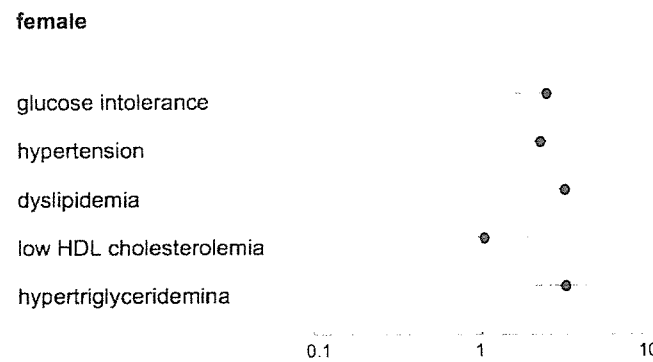 female
glucose intolerance
hypertension
dyslipidemia
low HDL cholesterolemia
hypertriglyceridemina
0.1 1 10